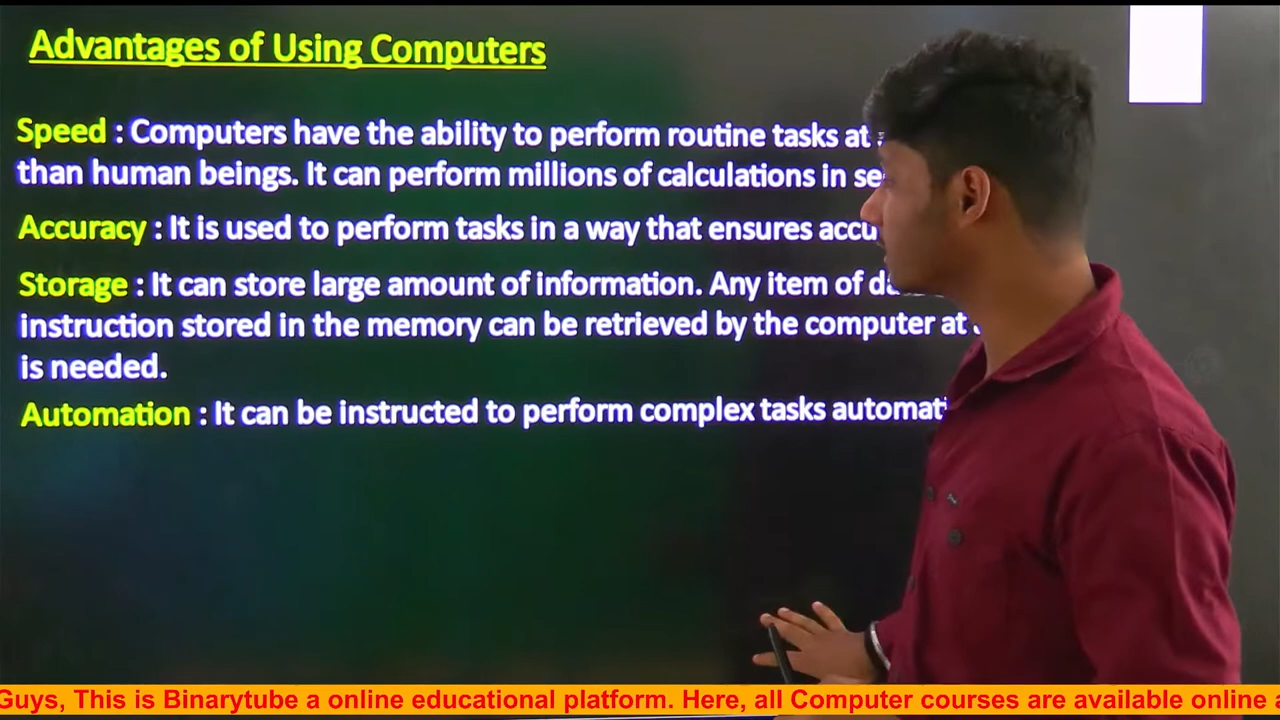 Advantages of Using Computers
Speed : Computers have the ability to perform routine tasks at
than human beings. It can perform millions of calculations in
Accuracy : It is used to perform tasks in a way that ensures
Storage : It can store large amount of information. Any item of
instruction stored in the memory can be retrieved by the computer at
is needed.
Automation : It can be instructed to perform complex tasks
Guys, This is Binarytube a online educational platform. Here, all Computer courses are available online